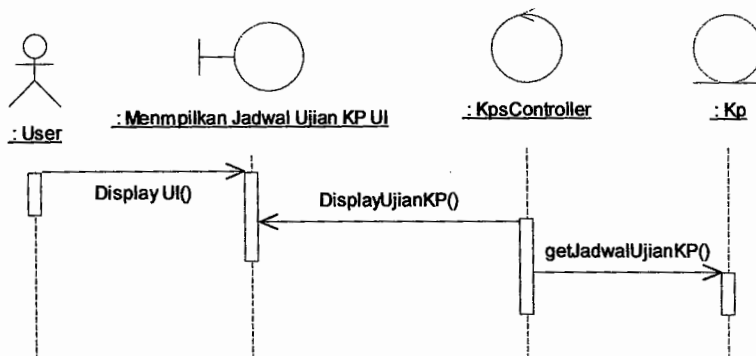 : User
: Menmpilkan Jadwal Ujian KP UI
: KpsController
: Kp
Display UI()
DisplayUjianKP()
getJadwalUjianKP()